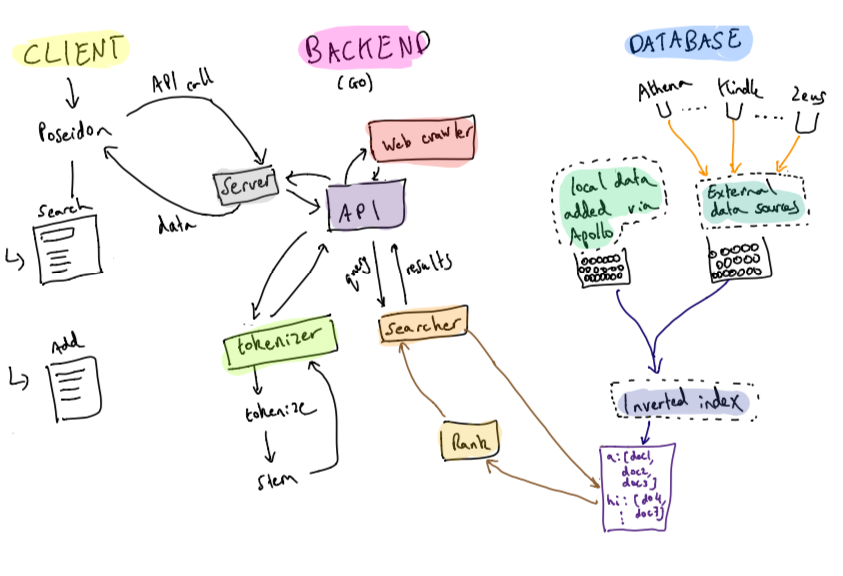 CLIENT
Poseidon
API call
data
Search
Add
BACKEND
(GO)
Web crawler
Server
API
query
results
tokenizer
tokenize
stem
Searcher
Rank
DATABASE
Athena
Kindle
Zeus
local data
added via
Apollo
External
data sources
Inverted index
a:[doc1,
doc2,
doc3]
hi:[do4,
doc7]